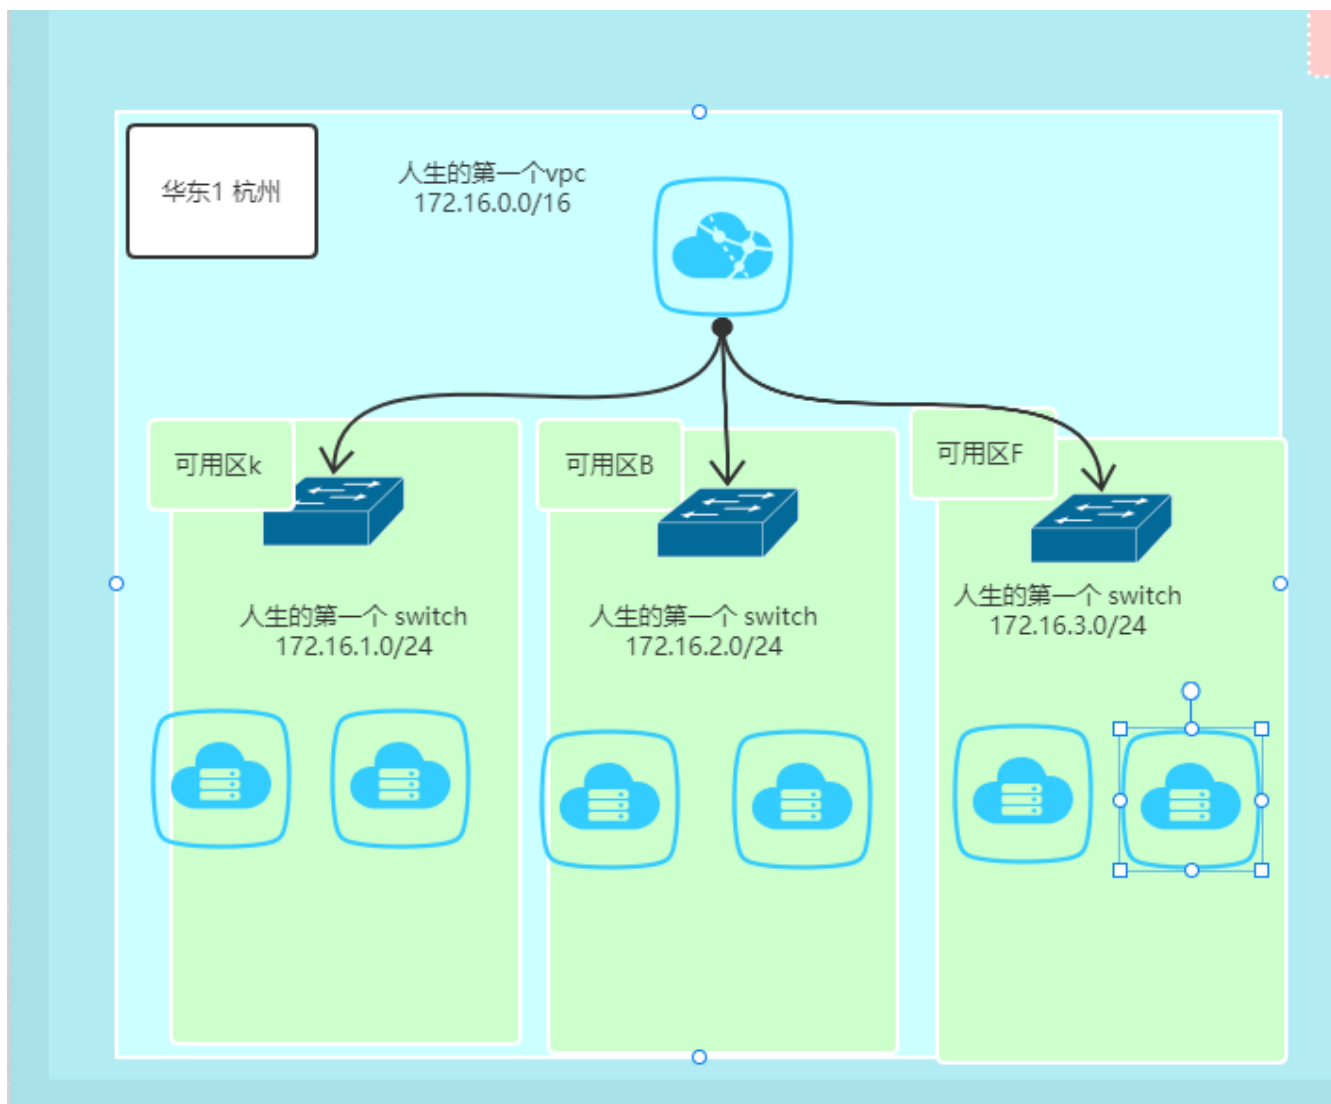 华东1 杭州
人生的第一个vpc
172.16.0.0/16
可用区k
可用区B
可用区F
人生的第一个 switch
172.16.1.0/24
人生的第一个 switch
172.16.2.0/24
人生的第一个 switch
172.16.3.0/24